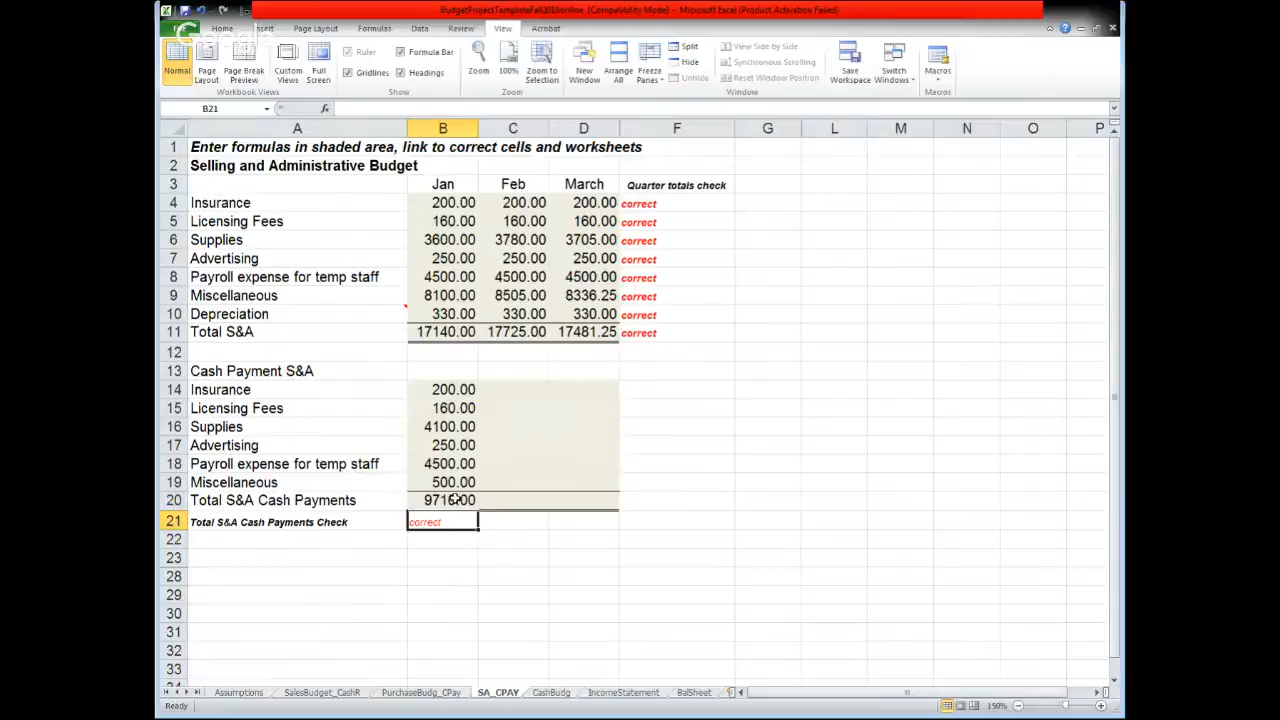 BudgetProjectTemplateFall2016online [Compatibility Mode] - Microsoft Excel (Product Activation Failed)
File Home Insert Page Layout Formulas Data Review View Acrobat
Google
Normal Page Layout Page Break Preview Custom Views Full Screen
Ruler Formula Bar
Gridlines Headings
Zoom 100% Zoom to Selection
New Window Arrange All Freeze Panes
Split
Hide
Unhide
View Side by Side
Synchronous Scrolling
Reset Window Position
Save Workspace Switch Windows Macros
Workbook Views Show Zoom Window Macros
B21 fx
A B C D F G L M N O P
1 Enter formulas in shaded area, link to correct cells and worksheets
2 Selling and Administrative Budget
3 Jan Feb March Quarter totals check
4 Insurance 200.00 200.00 200.00 correct
5 Licensing Fees 160.00 160.00 160.00 correct
6 Supplies 3600.00 3780.00 3705.00 correct
7 Advertising 250.00 250.00 250.00 correct
8 Payroll expense for temp staff 4500.00 4500.00 4500.00 correct
9 Miscellaneous 8100.00 8505.00 8336.25 correct
10 Depreciation 330.00 330.00 330.00 correct
11 Total S&A 17140.00 17725.00 17481.25 correct
12
13 Cash Payment S&A
14 Insurance 200.00
15 Licensing Fees 160.00
16 Supplies 4100.00
17 Advertising 250.00
18 Payroll expense for temp staff 4500.00
19 Miscellaneous 500.00
20 Total S&A Cash Payments
21 Total S&A Cash Payments Check correct
22
23
28
29
30
31
32
33
Assumptions SalesBudget_CashR PurchaseBudg_CPay SA_CPAY CashBudg IncomeStatement BalSheet
Ready 150%